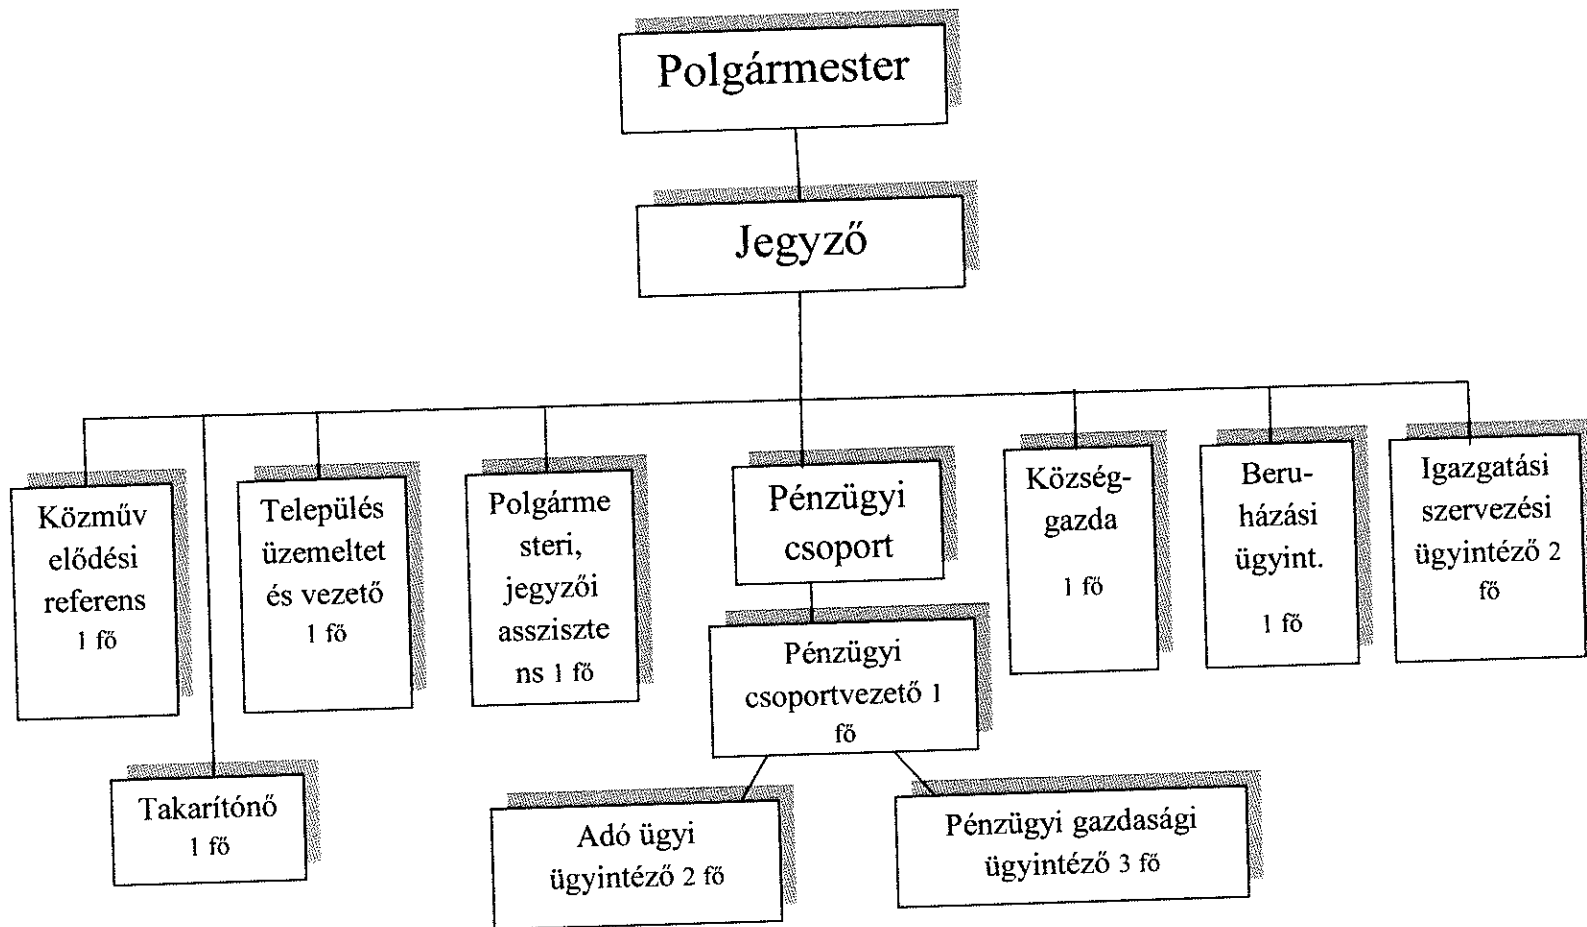 Polgármester
Jegyző
Közműv
elődési
referens
1 fő
Település
üzemeltet
és vezető
1 fő
Polgárme
steri,
jegyzői
assziszte
ns 1 fő
Pénzügyi
csoport
Község-
gazda
1 fő
Beru-
házási
ügyint.
1 fő
Igazgatási
szervezési
ügyintéző 2
fő
Pénzügyi
csoportvezető 1
fő
Takarítónő
1 fő
Adó ügyi
ügyintéző 2 fő
Pénzügyi gazdasági
ügyintéző 3 fő